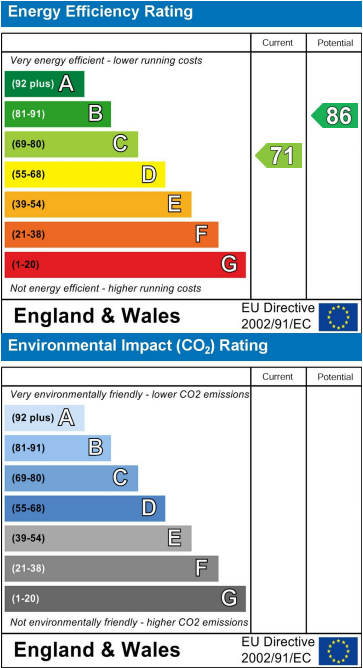 Energy Efficiency Rating
Current Potential
Very energy efficient - lower running costs
(92 plus) A
(81-91) B
86
(69-80) C
71
(55-68) D
(39-54) E
(21-38) F
(1-20) G
Not energy efficient - higher running costs
England & Wales
EU Directive
2002/91/EC
Environmental Impact (CO₂) Rating
Current Potential
Very environmentally friendly - lower CO2 emissions
(92 plus) A
(81-91) B
(69-80) C
(55-68) D
(39-54) E
(21-38) F
(1-20) G
Not environmentally friendly - higher CO2 emissions
England & Wales
EU Directive
2002/91/EC